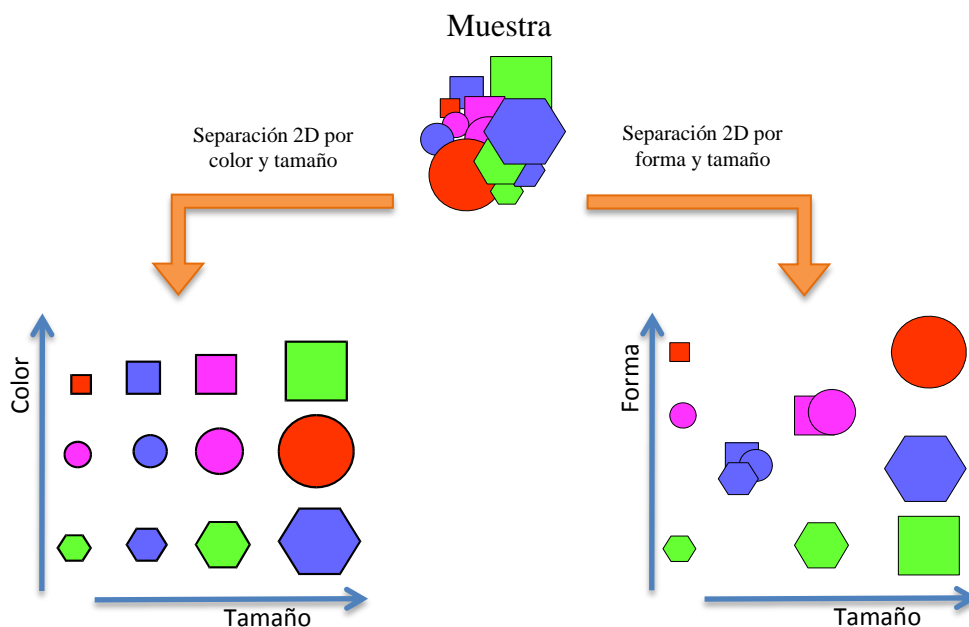 Muestra
Separación 2D por
color y tamaño
Separación 2D por
forma y tamaño
Color
Tamaño
Forma
Tamaño